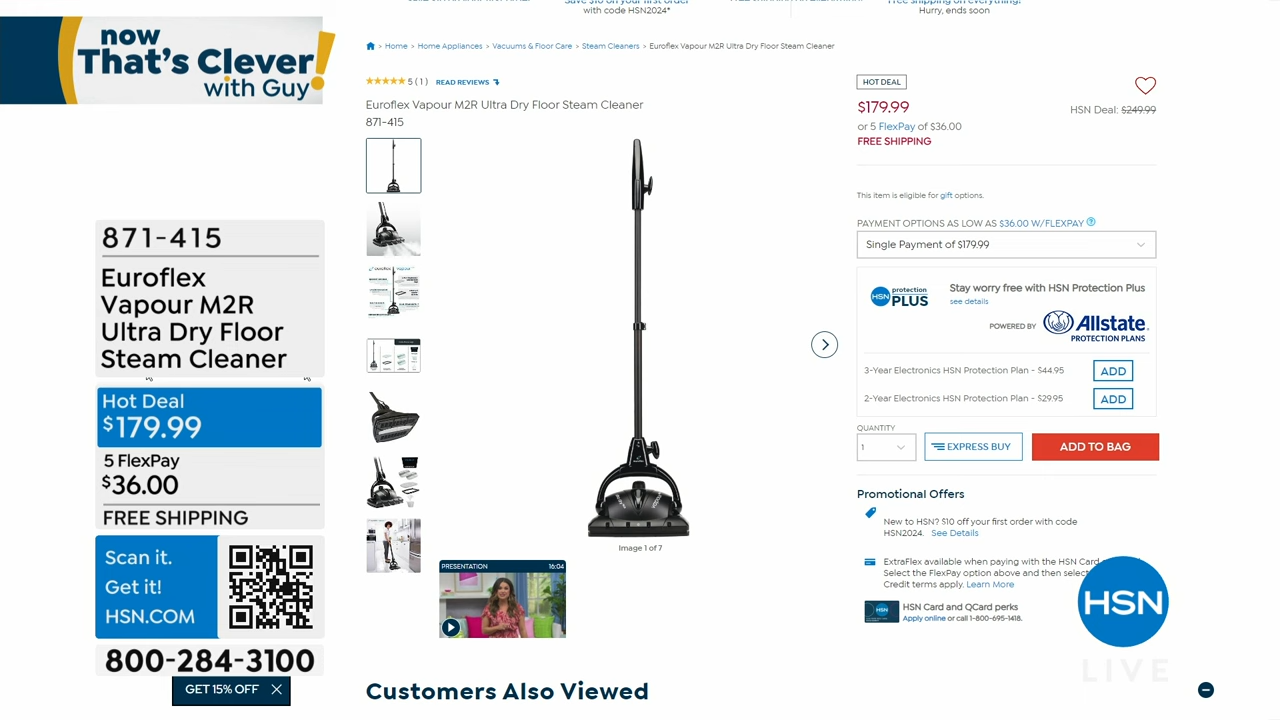 with code HSN2024*
Hurry, ends soon
now
That's Clever!
with Guy
Home > Home Appliances > Vacuums & Floor Care > Steam Cleaners > Euroflex Vapour M2R Ultra Dry Floor Steam Cleaner
5 ( 1 ) READ REVIEWS
Euroflex Vapour M2R Ultra Dry Floor Steam Cleaner
871-415
HOT DEAL
$179.99
HSN Deal: $249.99
or 5 FlexPay of $36.00
FREE SHIPPING
This item is eligible for gift options.
PAYMENT OPTIONS AS LOW AS $36.00 W/FLEXPAY
Single Payment of $179.99
HSN protection PLUS
Stay worry free with HSN Protection Plus
see details
POWERED BY Allstate.
PROTECTION PLANS
3-Year Electronics HSN Protection Plan - $44.95 ADD
2-Year Electronics HSN Protection Plan - $29.95 ADD
QUANTITY
1 EXPRESS BUY ADD TO BAG
Promotional Offers
New to HSN? $10 off your first order with code
HSN2024. See Details
ExtraFlex available when paying with the HSN Card
Select the FlexPay option above and then select
Credit terms apply. Learn More
HSN
HSN Card and QCard perks
Apply online or call 1-800-695-1418.
871-415
Euroflex
Vapour M2R
Ultra Dry Floor
Steam Cleaner
Hot Deal
$179.99
5 FlexPay
$36.00
FREE SHIPPING
Scan it.
Get it!
HSN.COM
800-284-3100
GET 15% OFF
Image 1 of 7
PRESENTATION 16:04
HSN
LIVE
Customers Also Viewed